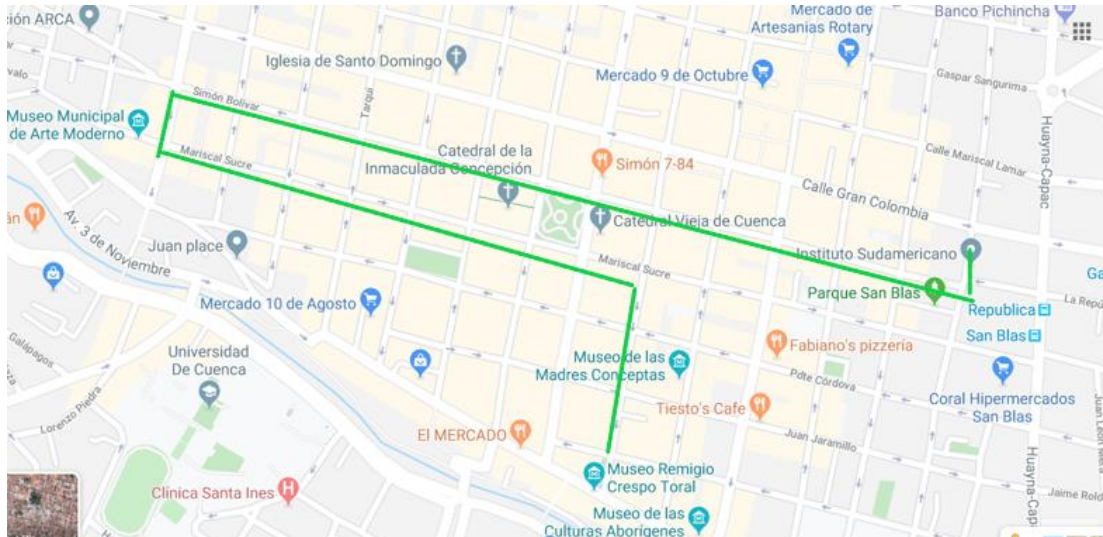 ción ARCA
Mercado de
Artesanias Rotary
Banco Pichincha
Iglesia de Santo Domingo
Mercado 9 de Octubre
Gaspar Sangurima
Simón Bolívar
Tarqui
Museo Municipal
de Arte Moderno
Huayna-Capac
Mariscal Sucre
Catedral de la
Inmaculada Concepción
Simón 7-84
Calle Mariscal Lamar
Calle Gran Colombia
Catedral Vieja de Cuenca
Av. 3 de Noviembre
Juan place
Mariscal Sucre
Instituto Sudamericano
Parque San Blas
La Repú
Republica
Mercado 10 de Agosto
San Blas
Fabiano's pizzeria
Galápagos
Universidad
De Cuenca
Museo de las
Madres Conceptas
Pdte Córdova
Coral Hipermercados
San Blas
Lorenzo Piedra
Tiesto's Cafe
El MERCADO
Juan Jaramillo
Museo Remigio
Crespo Toral
Clínica Santa Ines
Huayna-Cap
Jaime Rold
Museo de las
Culturas Aborígenes